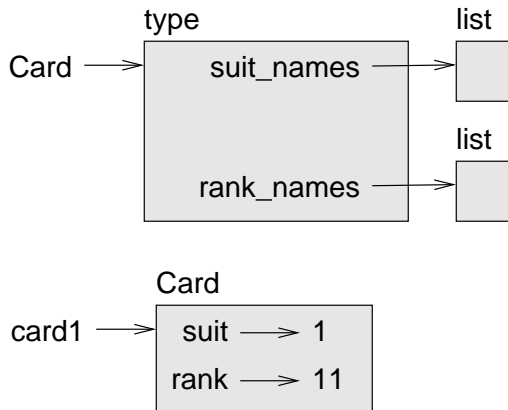 type
list
Card
suit_names
list
rank_names
Card
card1
suit
1
rank
11